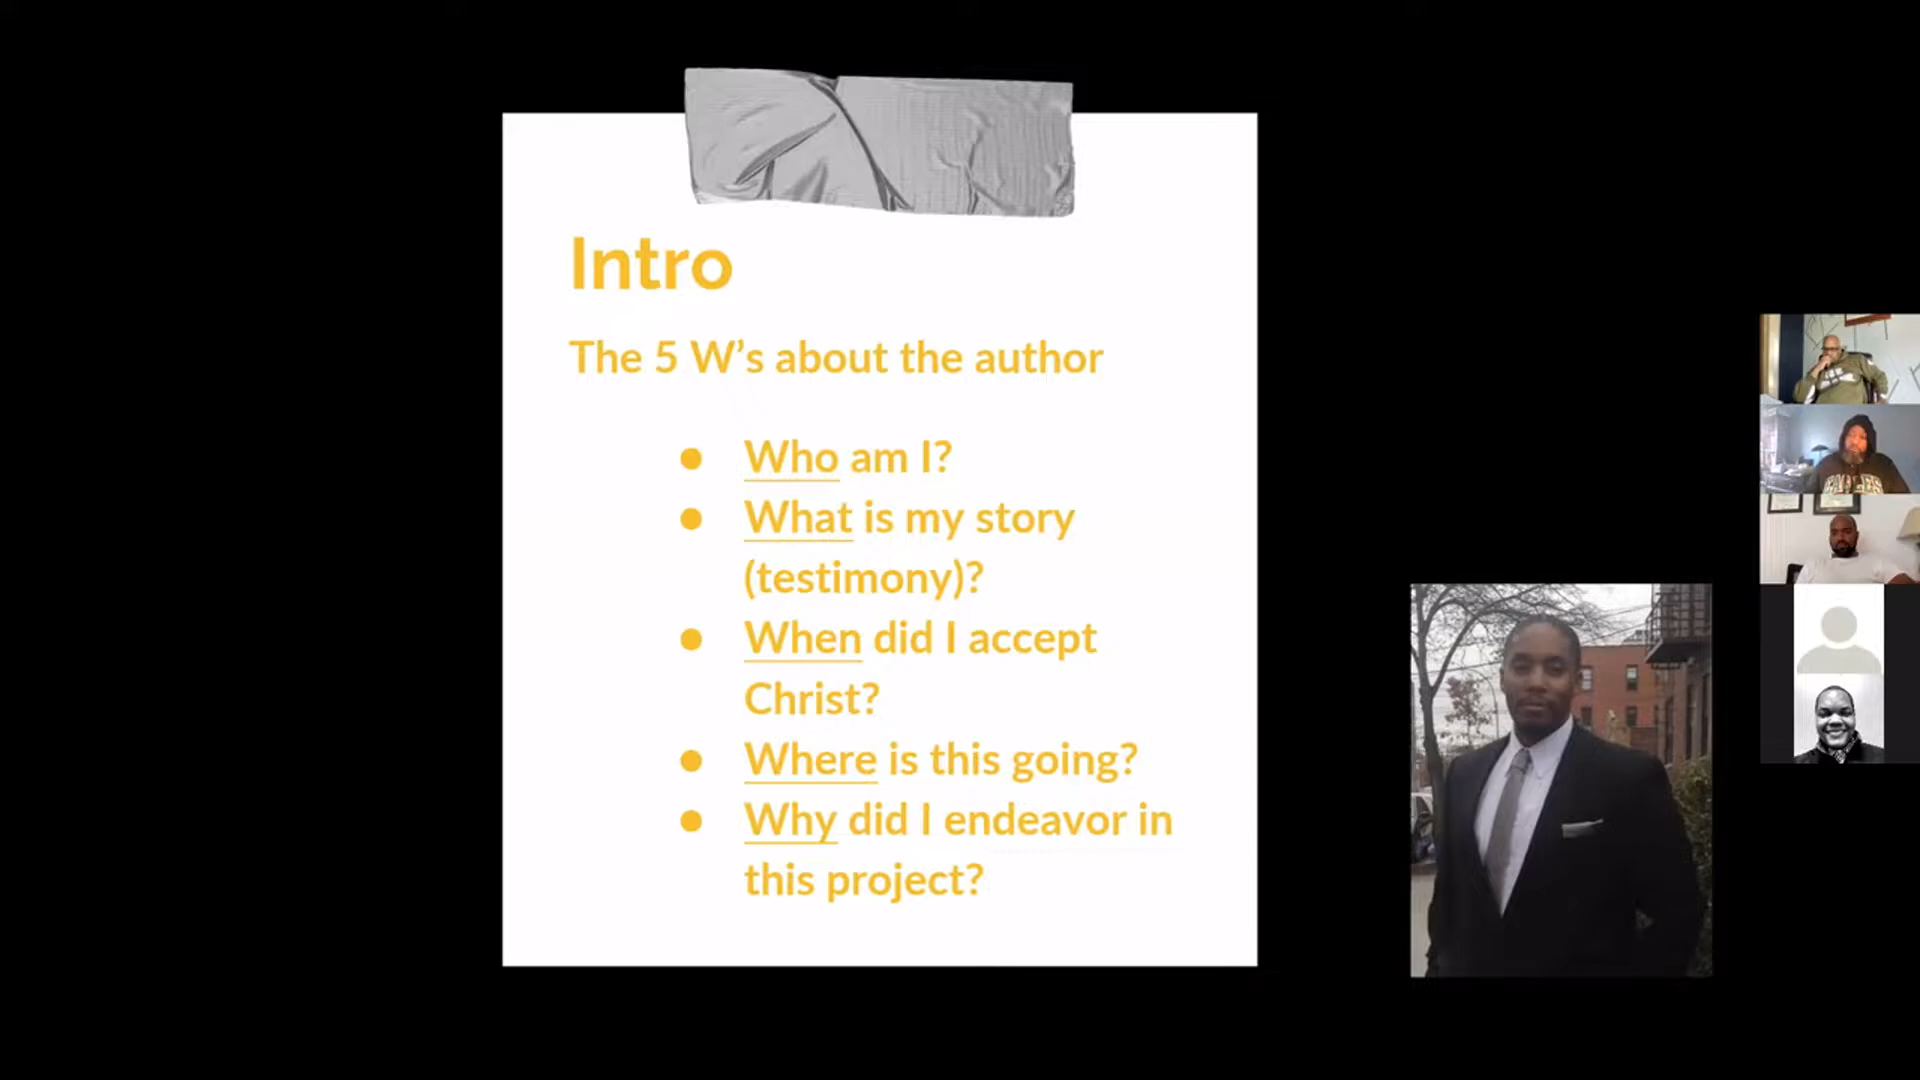 Intro
The 5 W's about the author
● Who am I?
● What is my story
(testimony)?
● When did I accept
Christ?
● Where is this going?
● Why did I endeavor in
this project?